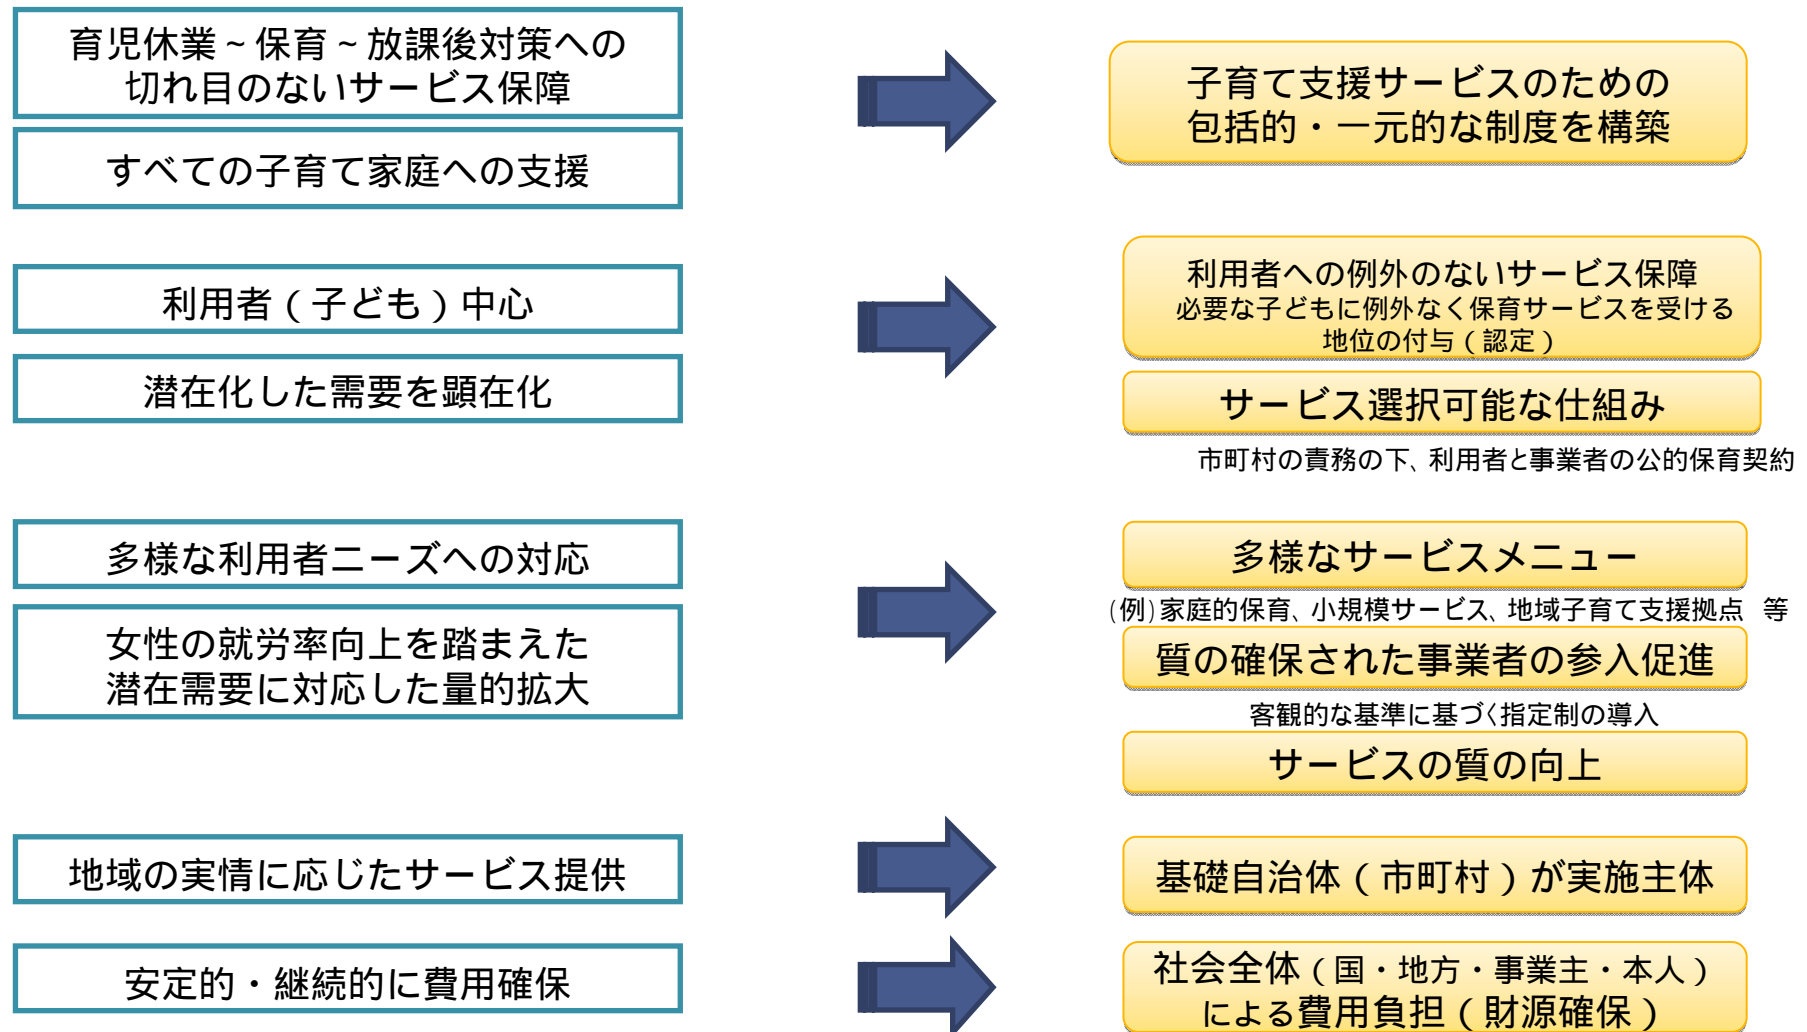 育児休業~保育~放課後対策への
切れ目のないサービス保障
すべての子育て家庭への支援
子育て支援サービスのための
包括的・一元的な制度を構築
利用者（子ども）中心
潜在化した需要を顕在化
利用者への例外のないサービス保障
必要な子どもに例外なく保育サービスを受ける
地位の付与（認定）
サービス選択可能な仕組み
市町村の責務の下、利用者と事業者の公的保育契約
多様な利用者ニーズへの対応
女性の就労率向上を踏まえた
潜在需要に対応した量的拡大
多様なサービスメニュー
(例)家庭的保育、小規模サービス、地域子育て支援拠点　等
質の確保された事業者の参入促進
客観的な基準に基づく指定制の導入
サービスの質の向上
地域の実情に応じたサービス提供
基礎自治体（市町村）が実施主体
安定的・継続的に費用確保
社会全体（国・地方・事業主・本人）
による費用負担（財源確保）